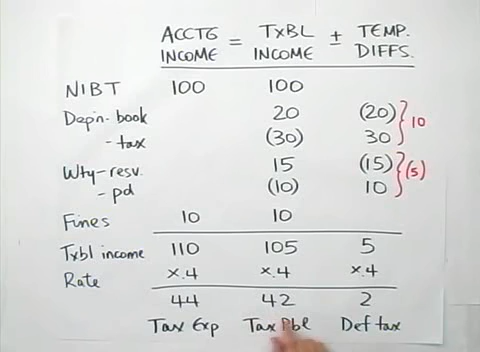 ACCTG INCOME = TXBL INCOME ± TEMP. DIFFS.
NIBT 100 100
Depn- book 20 (20)
- tax (30) 30 } 10
Wty- resv. 15 (15)
- pd (10) 10 } (5)
Fines 10 10
Txbl income 110 105 5
Rate x.4 x.4 x.4
44 42 2
Tax Exp Tax Pbl Def tax